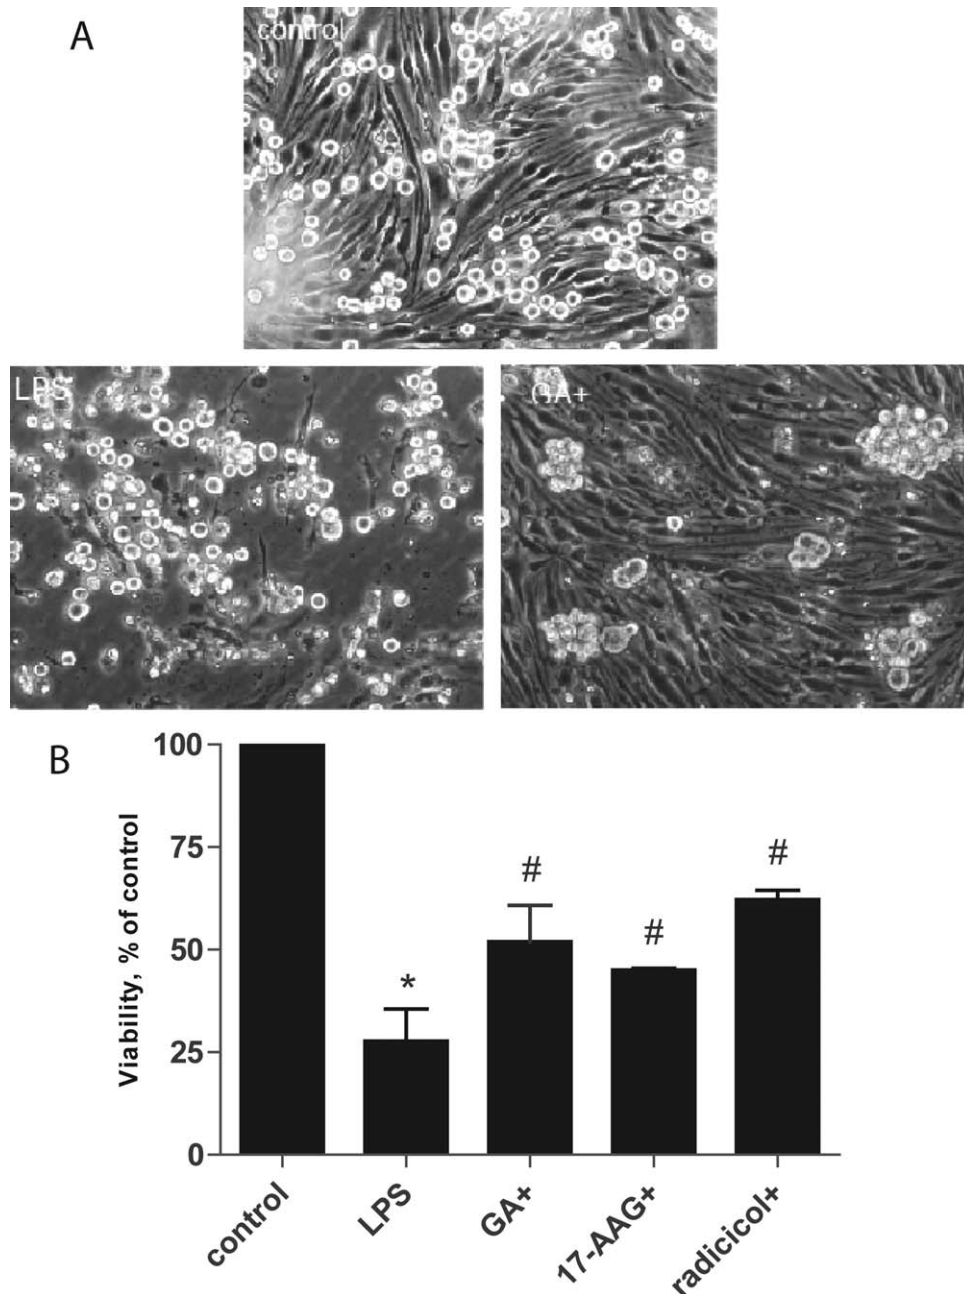 A
control
LPS
GA+
B
Viability, % of control
100
75
50
25
0
*
#
#
#
control
LPS
GA+
17-AAG+
radicicol+